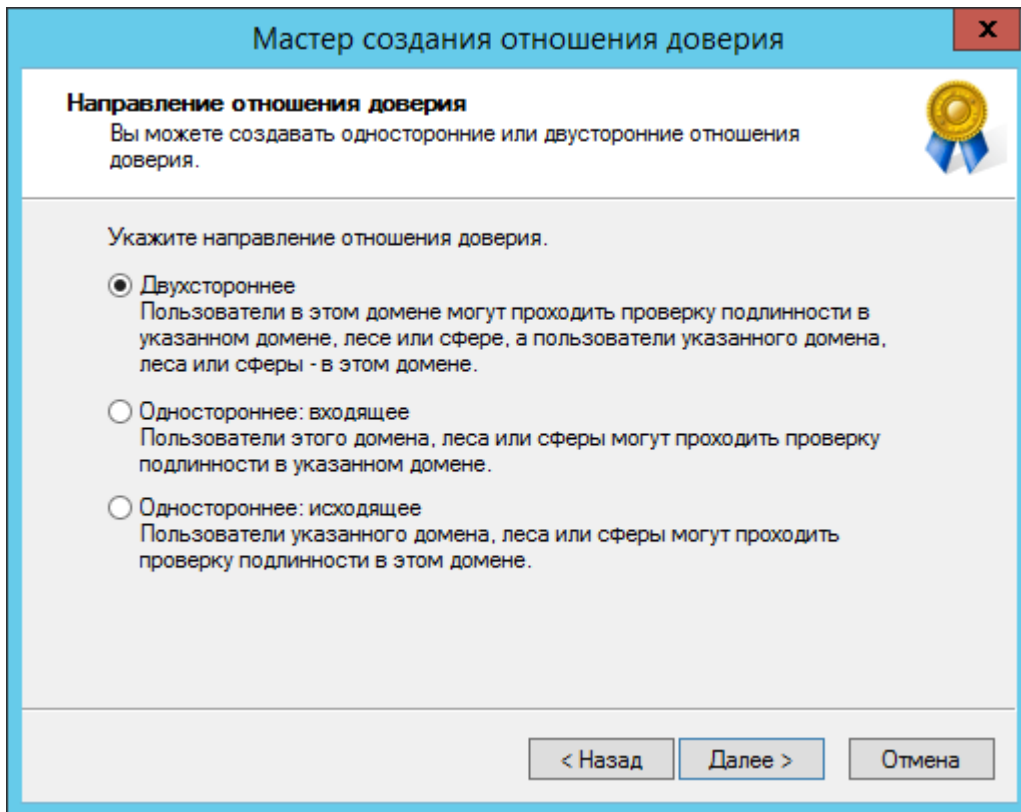 Мастер создания отношения доверия
x
Направление отношения доверия
Вы можете создавать односторонние или двусторонние отношения
доверия.
Укажите направление отношения доверия.
Двухстороннее
Пользователи в этом домене могут проходить проверку подлинности в
указанном домене, лесе или сфере, а пользователи указанного домена,
леса или сферы - в этом домене.
Одностороннее: входящее
Пользователи этого домена, леса или сферы могут проходить проверку
подлинности в указанном домене.
Одностороннее: исходящее
Пользователи указанного домена, леса или сферы могут проходить
проверку подлинности в этом домене.
< Назад
Далее >
Отмена